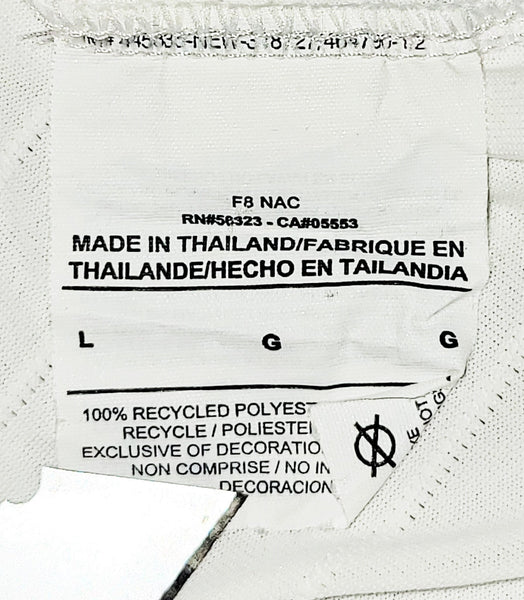 F8 NAC
RN#56323 - CA#05553
MADE IN THAILAND/FABRIQUE EN
THAILANDE/HECHO EN TAILANDIA
L G G
100% RECYCLED POLYEST
RECYCLE / POLIESTE
EXCLUSIVE OF DECORATIO
NON COMPRISE / NO IN
DECORACION